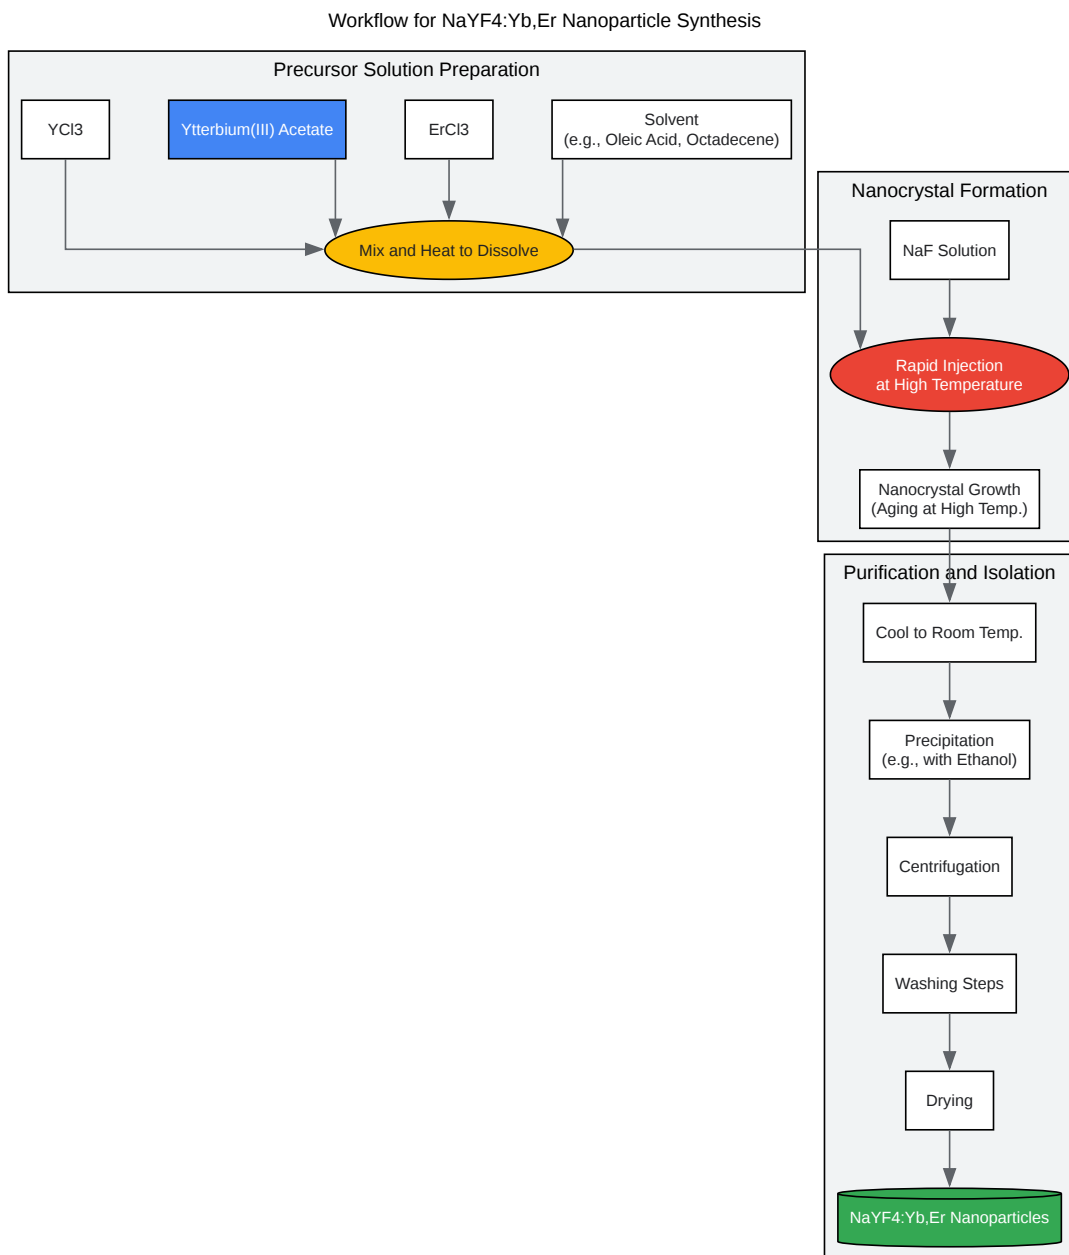 Workflow for NaYF4:Yb,Er Nanoparticle Synthesis
Precursor Solution Preparation
YCl3
Ytterbium(III) Acetate
ErCl3
Solvent
(e.g., Oleic Acid, Octadecene)
Mix and Heat to Dissolve
Nanocrystal Formation
NaF Solution
Rapid Injection
at High Temperature
Nanocrystal Growth
(Aging at High Temp.)
Purification and Isolation
Cool to Room Temp.
Precipitation
(e.g., with Ethanol)
Centrifugation
Washing Steps
Drying
NaYF4:Yb,Er Nanoparticles